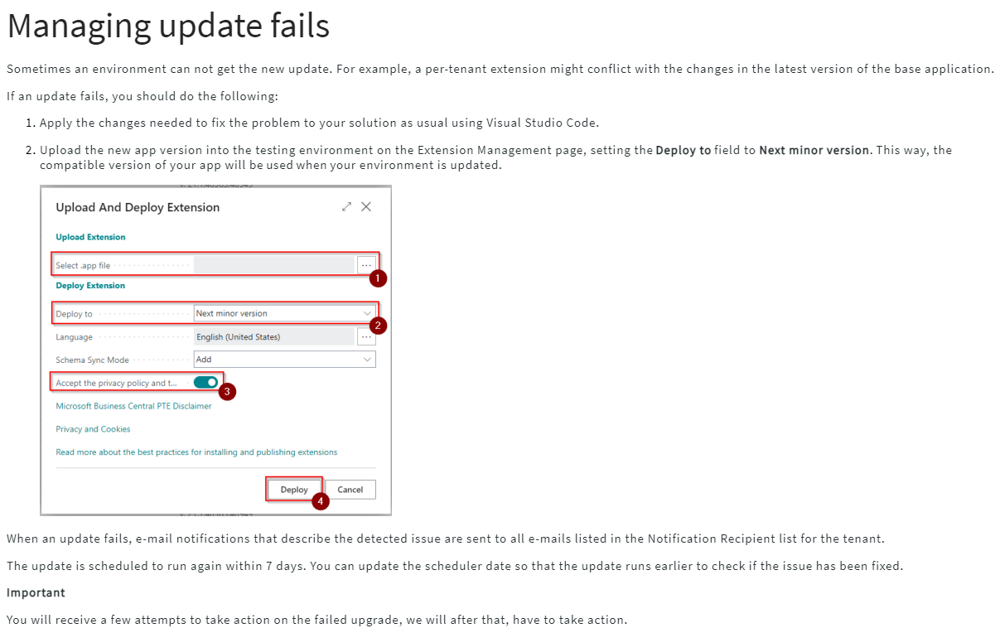 Managing update fails
Sometimes an environment can not get the new update. For example, a per-tenant extension might conflict with the changes in the latest version of the base application.
If an update fails, you should do the following:
1. Apply the changes needed to fix the problem to your solution as usual using Visual Studio Code.
2. Upload the new app version into the testing environment on the Extension Management page, setting the Deploy to field to Next minor version. This way, the
compatible version of your app will be used when your environment is updated.
Upload And Deploy Extension
Upload Extension
Select .app file
...
1
Deploy Extension
Deploy to
Next minor version
2
Language
English (United States)
...
Schema Sync Mode
Add
Accept the privacy policy and t...
3
Microsoft Business Central PTE Disclaimer
Privacy and Cookies
Read more about the best practices for installing and publishing extensions
Deploy
Cancel
4
When an update fails, e-mail notifications that describe the detected issue are sent to all e-mails listed in the Notification Recipient list for the tenant.
The update is scheduled to run again within 7 days. You can update the scheduler date so that the update runs earlier to check if the issue has been fixed.
Important
You will receive a few attempts to take action on the failed upgrade, we will after that, have to take action.